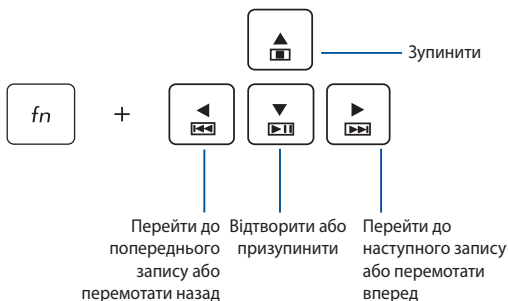 Зупинити
fn
+
Перейти до
попереднього
запису або
перемотати назад
Відтворити або
призупинити
Перейти до
наступного запису
або перемотати
вперед